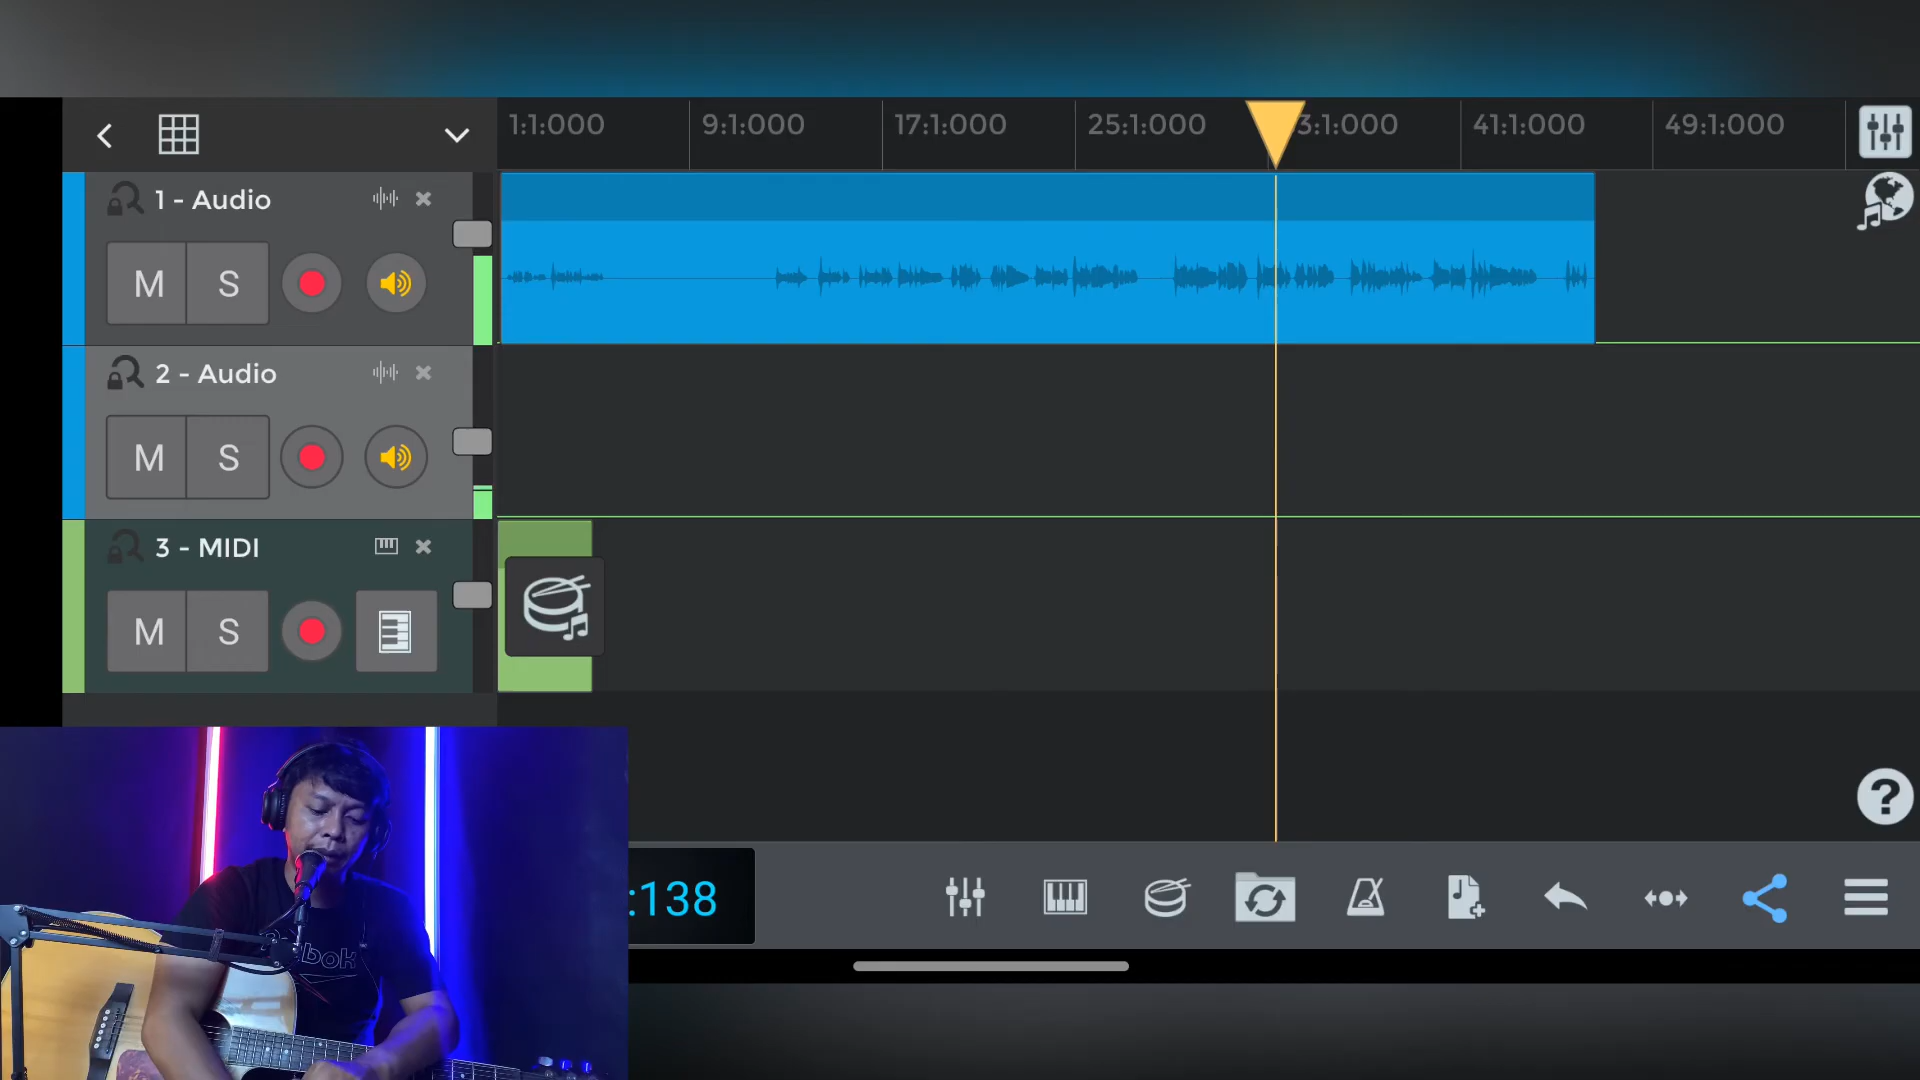 1:1:000 9:1:000 17:1:000 25:1:000 3:1:000 41:1:000 49:1:000
1 - Audio
M S
2 - Audio
M S
3 - MIDI
M S
?
:138